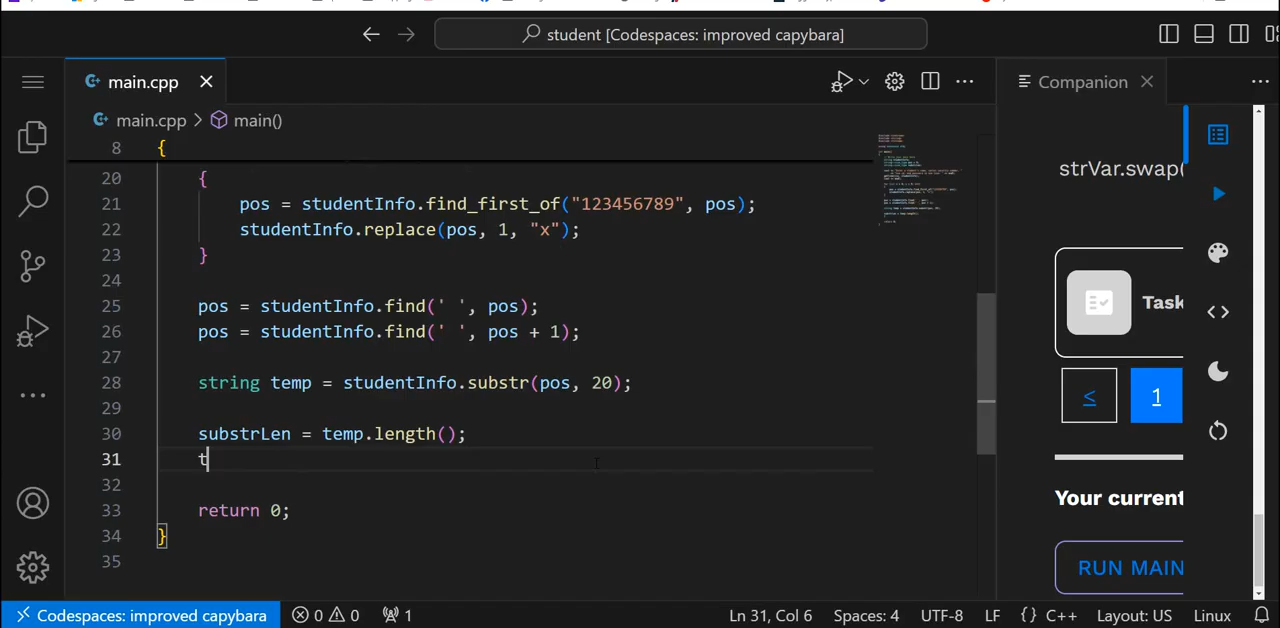 student [Codespaces: improved capybara]
main.cpp
Companion
main.cpp > main()
8 {
20 {
21 pos = studentInfo.find_first_of("123456789", pos);
22 studentInfo.replace(pos, 1, "x");
23 }
24
25 pos = studentInfo.find(' ', pos);
26 pos = studentInfo.find(' ', pos + 1);
27
28 string temp = studentInfo.substr(pos, 20);
29
30 substrLen = temp.length();
31 t
32
33 return 0;
34 }
35
strVar.swap(
Task
≤ 1
Your current
RUN MAIN
Codespaces: improved capybara 0 0 1 Ln 31, Col 6 Spaces: 4 UTF-8 LF {} C++ Layout: US Linux